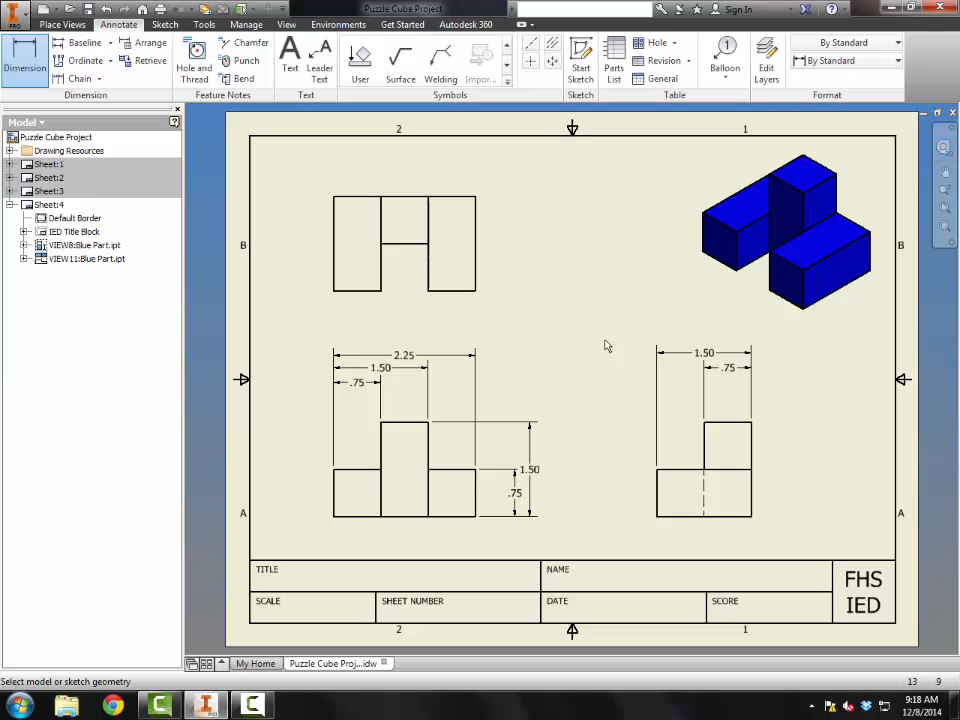 PRO
Puzzle Cube Project
Sign In
Place Views Annotate Sketch Tools Manage View Environments Get Started Autodesk 360
Dimension
Baseline
Ordinate
Chain
Arrange
Retrieve
Dimension
Hole and Thread
Chamfer
Punch
Bend
Feature Notes
Text
Leader Text
Text
User
Surface
Welding
Impor...
Symbols
Start Sketch
Sketch
Parts List
Hole
Revision
General
Table
Balloon
Edit Layers
By Standard
By Standard
Format
Model
Puzzle Cube Project
Drawing Resources
Sheet:1
Sheet:2
Sheet:3
Sheet:4
Default Border
IED Title Block
VIEW8:Blue Part.ipt
VIEW11:Blue Part.ipt
2 1
B B
2.25
1.50
.75
1.50
.75
1.50
.75
A A
TITLE
NAME
SCALE
SHEET NUMBER
DATE
SCORE
FHS
IED
2 1
My Home
Puzzle Cube Proj...idw
Select model or sketch geometry
13 9
PRO
9:18 AM
12/8/2014